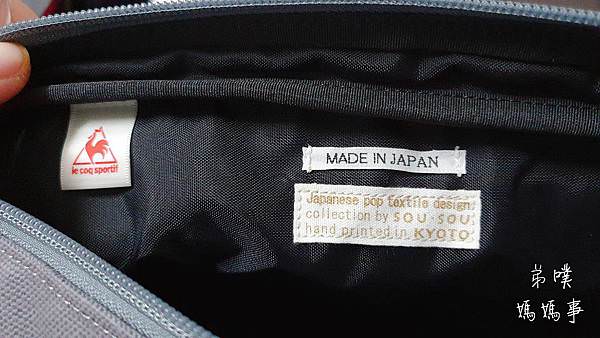 le coq sportif
MADE IN JAPAN
Japanese pop textile design
collection by SOU·SOU
hand printed in KYOTO
弟噗
媽媽事